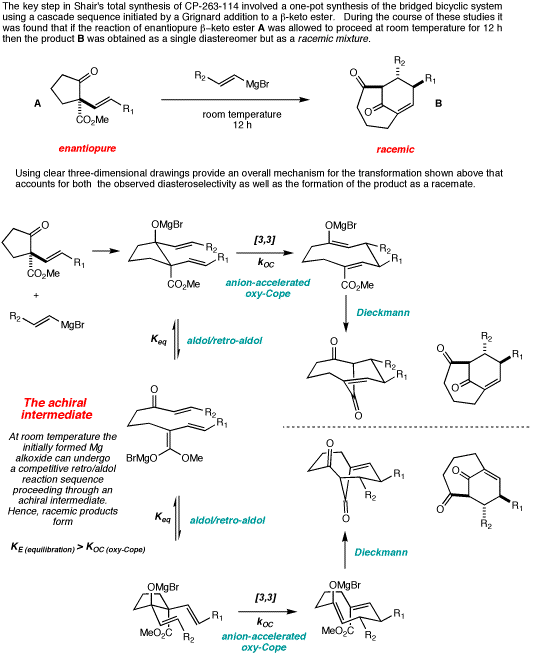 The key step in Shair's total synthesis of CP-263-114 involved a one-pot synthesis of the bridged bicyclic system
using a cascade sequence initiated by a Grignard addition to a β-keto ester. During the course of these studies it
was found that if the reaction of enantiopure β–keto ester A was allowed to proceed at room temperature for 12 h
then the product B was obtained as a single diastereomer but as a racemic mixture.
A
O
R1
CO2Me
enantiopure
R2
MgBr
room temperature
12 h
R2
O
R1
O
B
racemic
Using clear three-dimensional drawings provide an overall mechanism for the transformation shown above that
accounts for both the observed diasteroselectivity as well as the formation of the product as a racemate.
O
R1
CO2Me
+
R2
MgBr
OMgBr
R2
R1
CO2Me
[3,3]
kOC
anion-accelerated
oxy-Cope
OMgBr
R2
R1
CO2Me
Dieckmann
Keq
aldol/retro-aldol
O
R2
R1
O
R2
O
R1
O
The achiral
intermediate
At room temperature the
initially formed Mg
alkoxide can undergo
a competitive retro/aldol
reaction sequence
proceeding through an
achiral intermediate.
Hence, racemic products
form
KE (equilibration) > KOC (oxy-Cope)
O
R2
R1
BrMgO
OMe
Keq
aldol/retro-aldol
O
R1
R2
O
O
R1
O
R2
Dieckmann
OMgBr
R1
MeO2C
R2
[3,3]
kOC
anion-accelerated
oxy-Cope
OMgBr
R1
MeO2C
R2